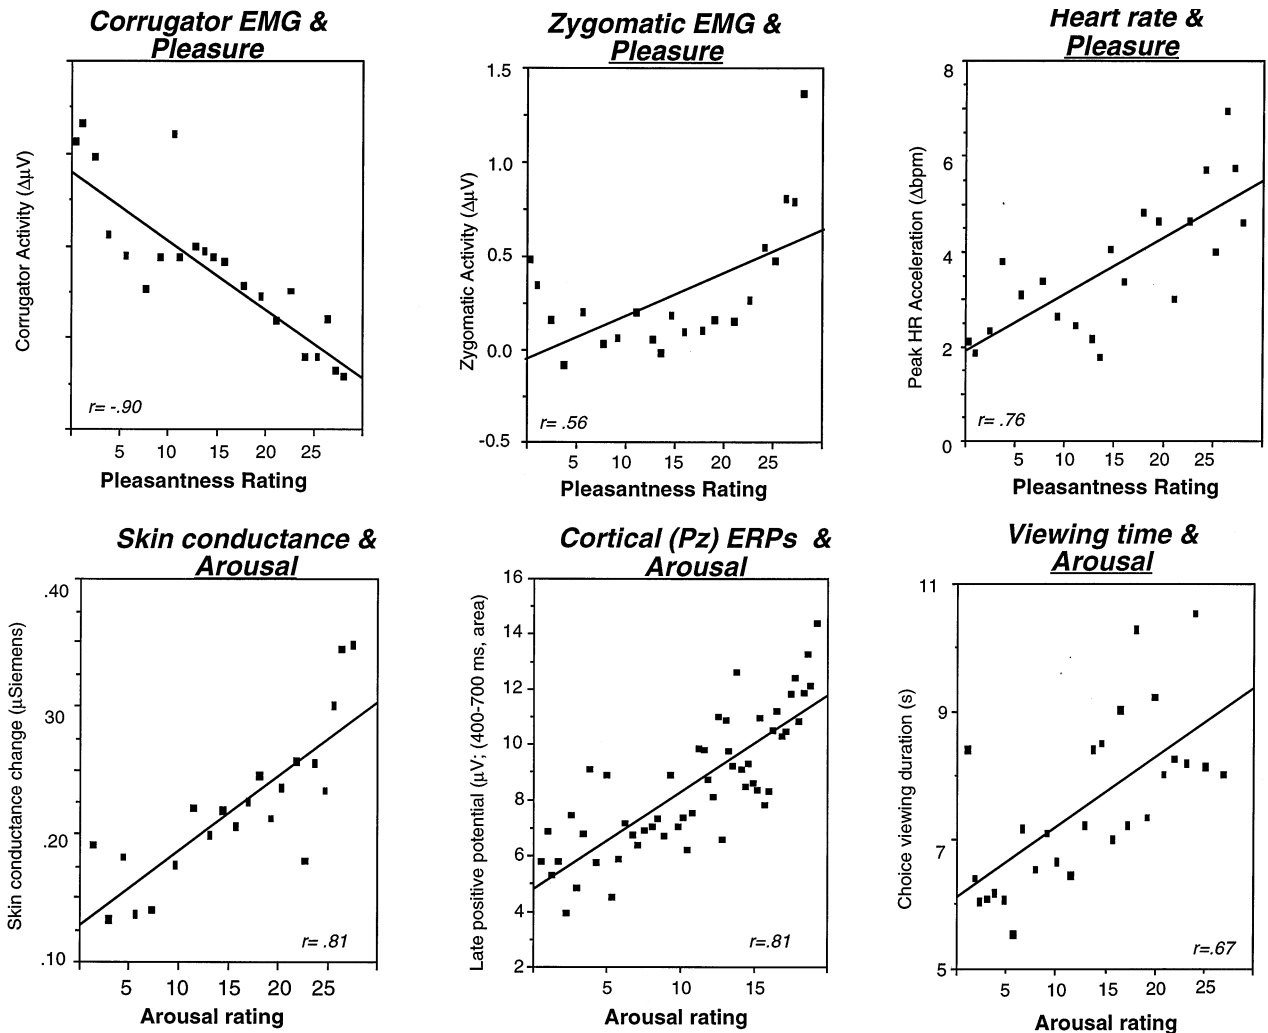 Corrugator EMG &
Pleasure
Corrugator Activity (ΔμV)
r= -.90
5 10 15 20 25
Pleasantness Rating
Zygomatic EMG &
Pleasure
Zygomatic Activity (ΔμV)
1.5
1.0
0.5
0.0
-0.5
r= .56
5 10 15 20 25
Pleasantness Rating
Heart rate &
Pleasure
Peak HR Acceleration (Δbpm)
8
6
4
2
0
r= .76
5 10 15 20 25
Pleasantness Rating
Skin conductance &
Arousal
Skin conductance change (μSiemens)
.40
30
.20
.10
r= .81
5 10 15 20 25
Arousal rating
Cortical (Pz) ERPs &
Arousal
Late positive potential (μV; (400-700 ms, area)
16
14
12
10
8
6
4
2
r=.81
5 10 15
Arousal rating
Viewing time &
Arousal
Choice viewing duration (s)
11
9
7
5
r=.67
5 10 15 20 25
Arousal rating